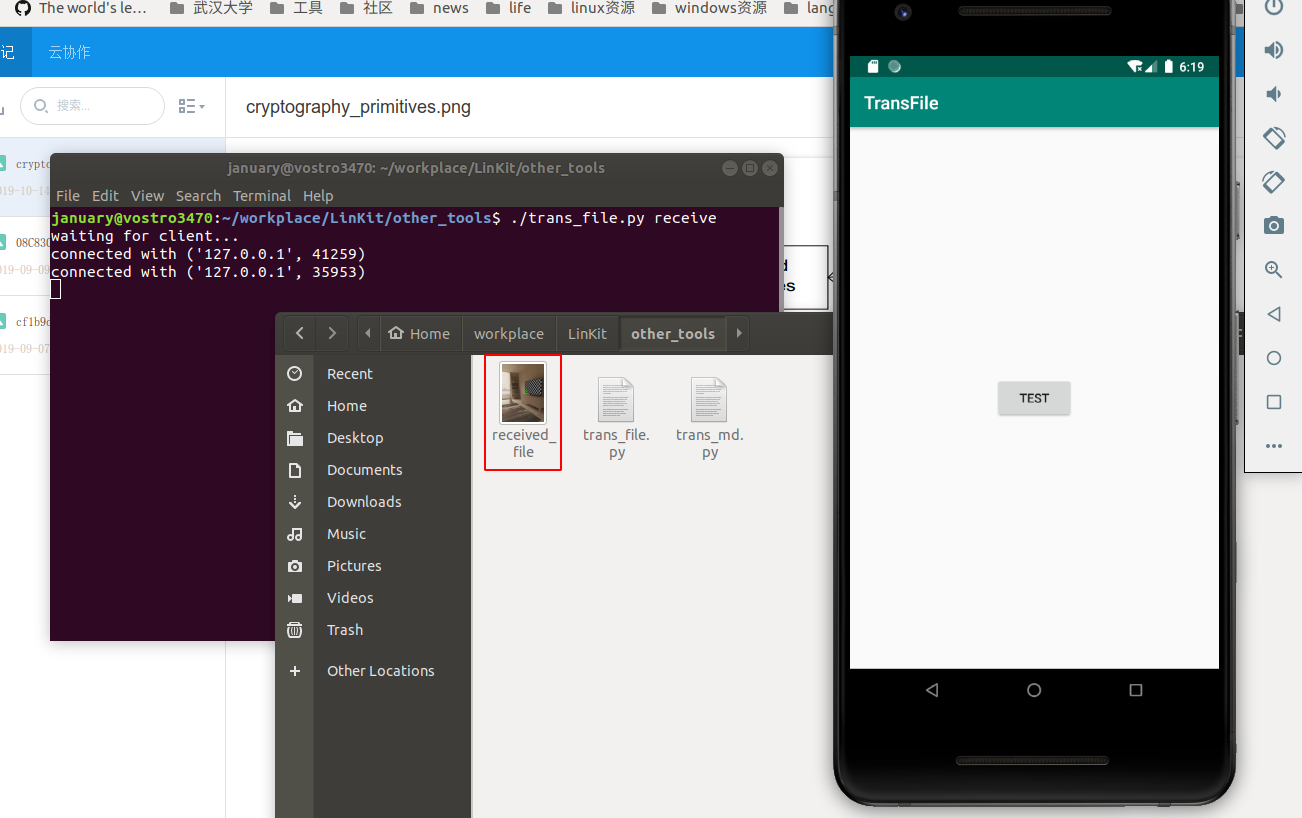 The world's le...
武汉大学
工具
社区
news
life
linux资源
windows资源
lang
记
云协作
搜索...
cryptography_primitives.png
crypto
019-10-14
08C830
019-09-09
cf1b9c
019-09-07
january@vostro3470: ~/workplace/LinKit/other_tools
File Edit View Search Terminal Help
january@vostro3470:~/workplace/LinKit/other_tools$ ./trans_file.py receive
waiting for client...
connected with ('127.0.0.1', 41259)
connected with ('127.0.0.1', 35953)
Home
workplace
LinKit
other_tools
Recent
Home
Desktop
Documents
Downloads
Music
Pictures
Videos
Trash
Other Locations
received_
file
trans_file.
py
trans_md.
py
6:19
TransFile
TEST